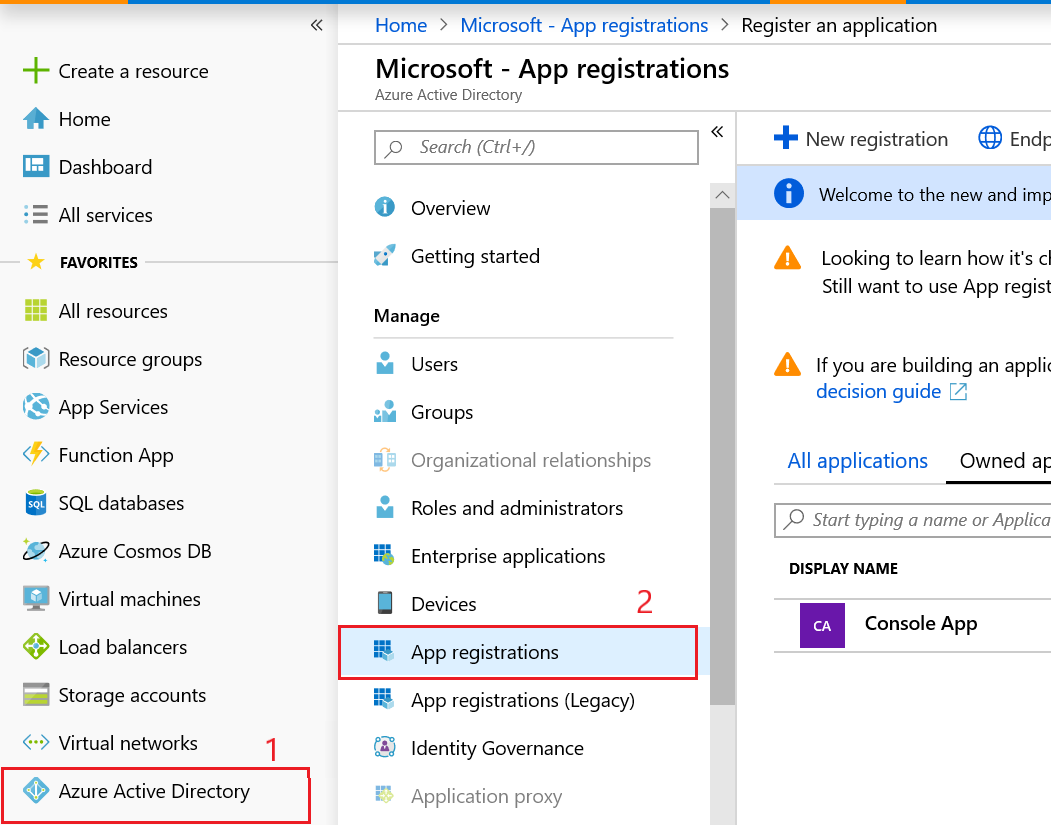 Create a resource
Home
Dashboard
All services
FAVORITES
All resources
Resource groups
App Services
Function App
SQL
SQL databases
Azure Cosmos DB
Virtual machines
Load balancers
Storage accounts
Virtual networks
1
Azure Active Directory
Home > Microsoft - App registrations > Register an application
Microsoft - App registrations
Azure Active Directory
Search (Ctrl+/)
Overview
Getting started
Manage
Users
Groups
Organizational relationships
Roles and administrators
Enterprise applications
Devices
2
App registrations
App registrations (Legacy)
Identity Governance
Application proxy
New registration Endp
Welcome to the new and imp
Looking to learn how it's ch
Still want to use App regist
If you are building an applic
decision guide
All applications Owned ap
Start typing a name or Applica
DISPLAY NAME
CA Console App